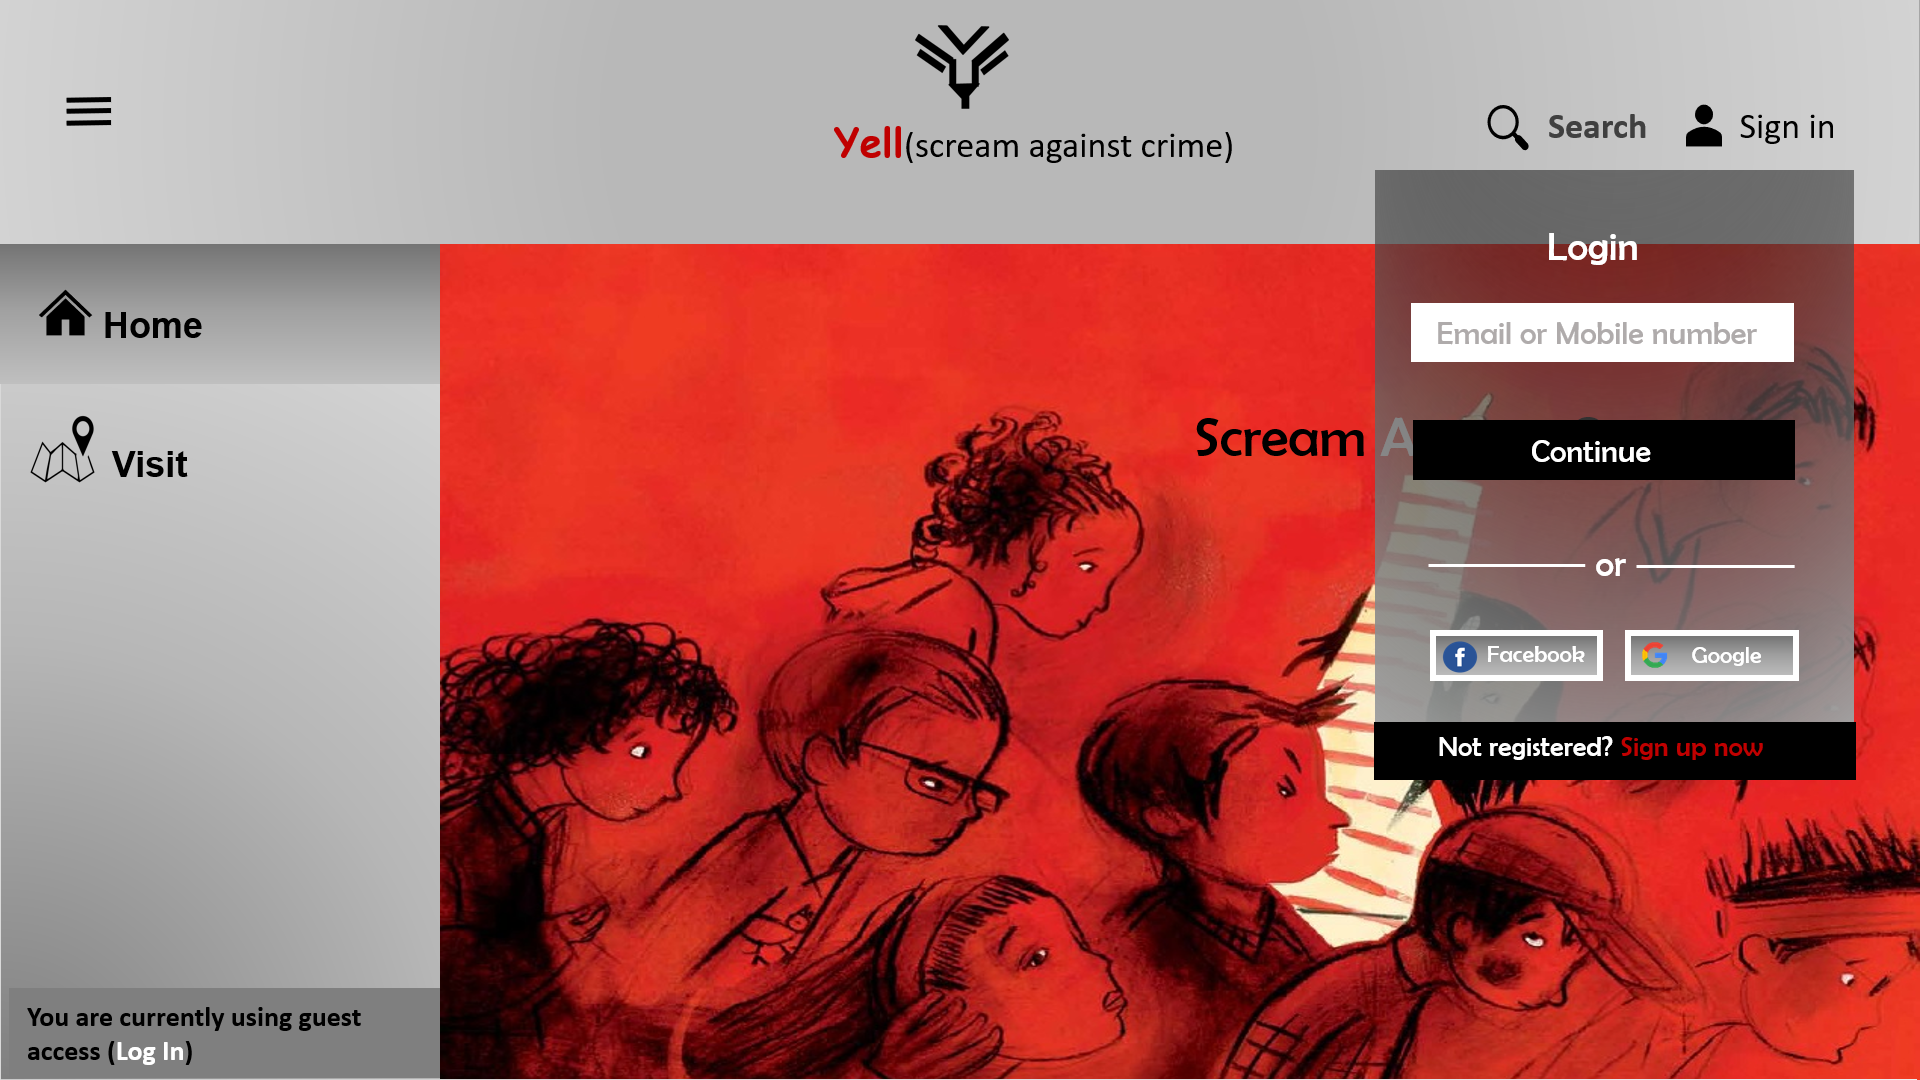 Yell(scream against crime)
Search
Sign in
Home
Visit
You are currently using guest
access (Log In)
Scream A
Login
Email or Mobile number
Continue
or
Facebook
Google
Not registered? Sign up now